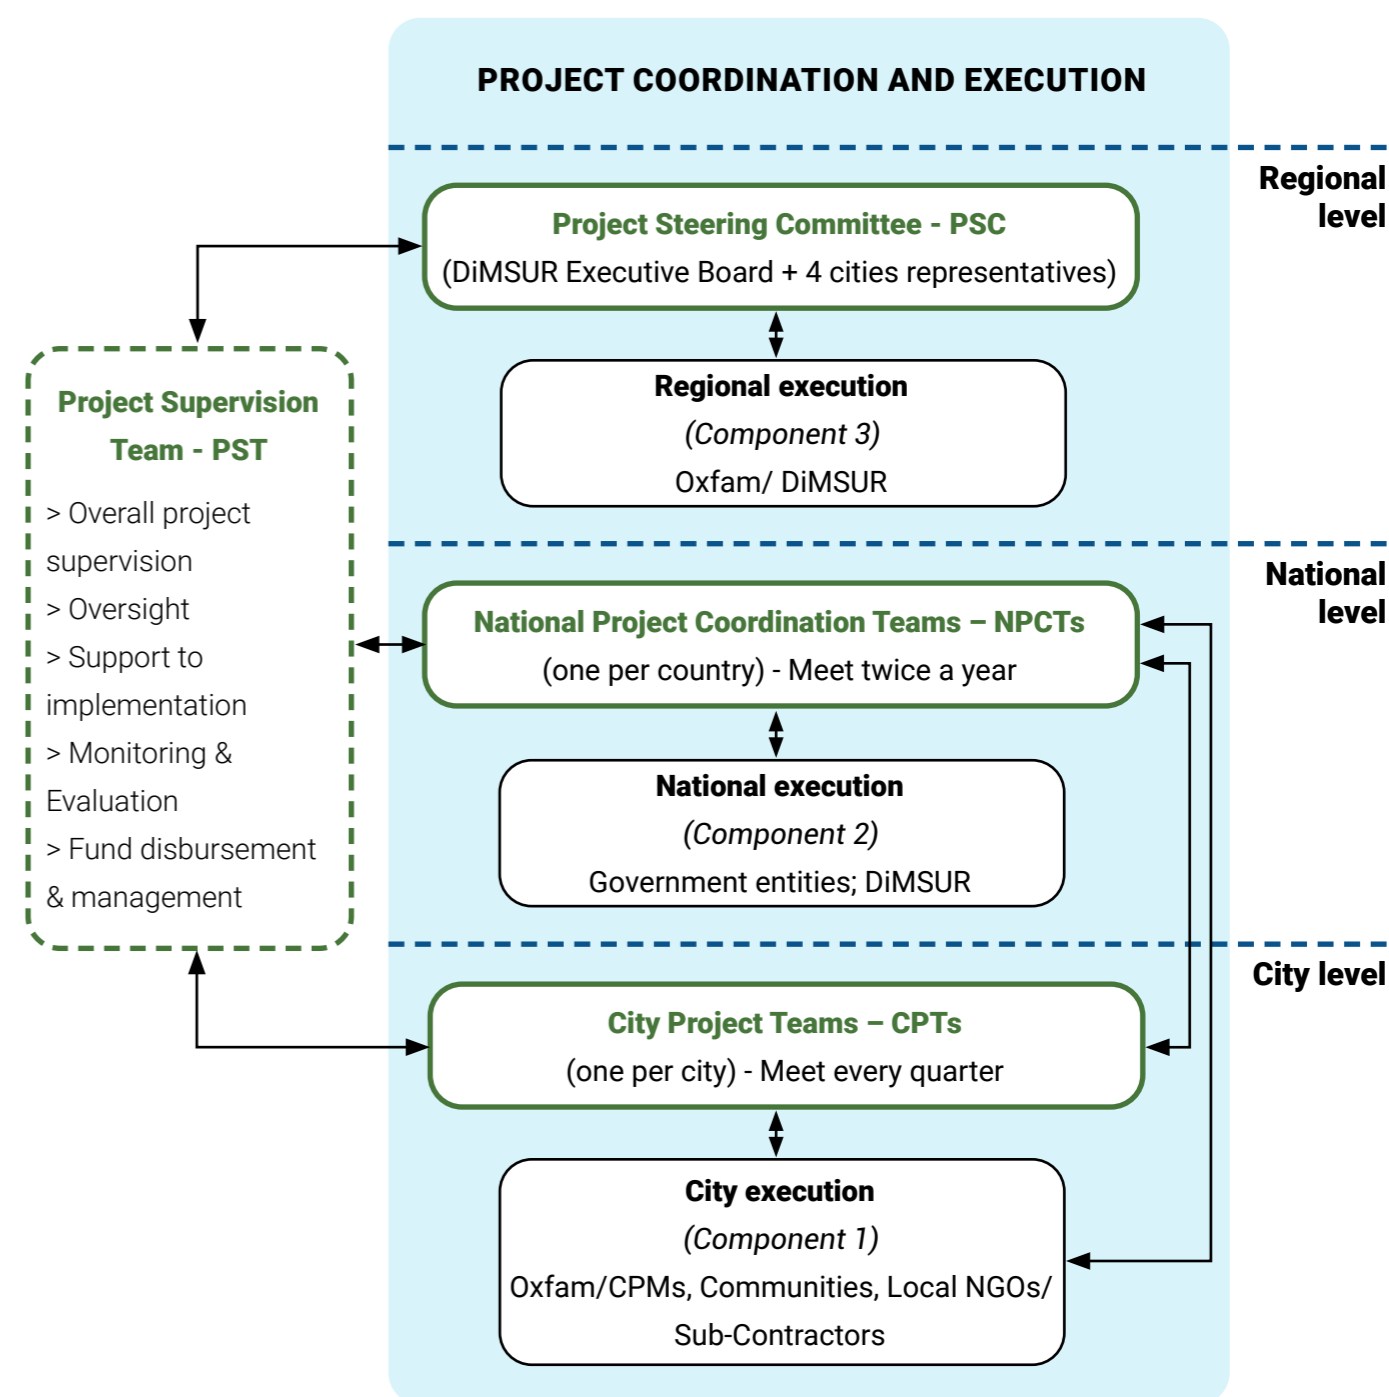 PROJECT COORDINATION AND EXECUTION
Regional
level
Project Steering Committee - PSC
(DiMSUR Executive Board + 4 cities representatives)
Regional execution
(Component 3)
Oxfam/ DiMSUR
Project Supervision
Team - PST
> Overall project
supervision
> Oversight
> Support to
implementation
> Monitoring &
Evaluation
> Fund disbursement
& management
National
level
National Project Coordination Teams – NPCTs
(one per country) - Meet twice a year
National execution
(Component 2)
Government entities; DiMSUR
City level
City Project Teams – CPTs
(one per city) - Meet every quarter
City execution
(Component 1)
Oxfam/CPMs, Communities, Local NGOs/
Sub-Contractors